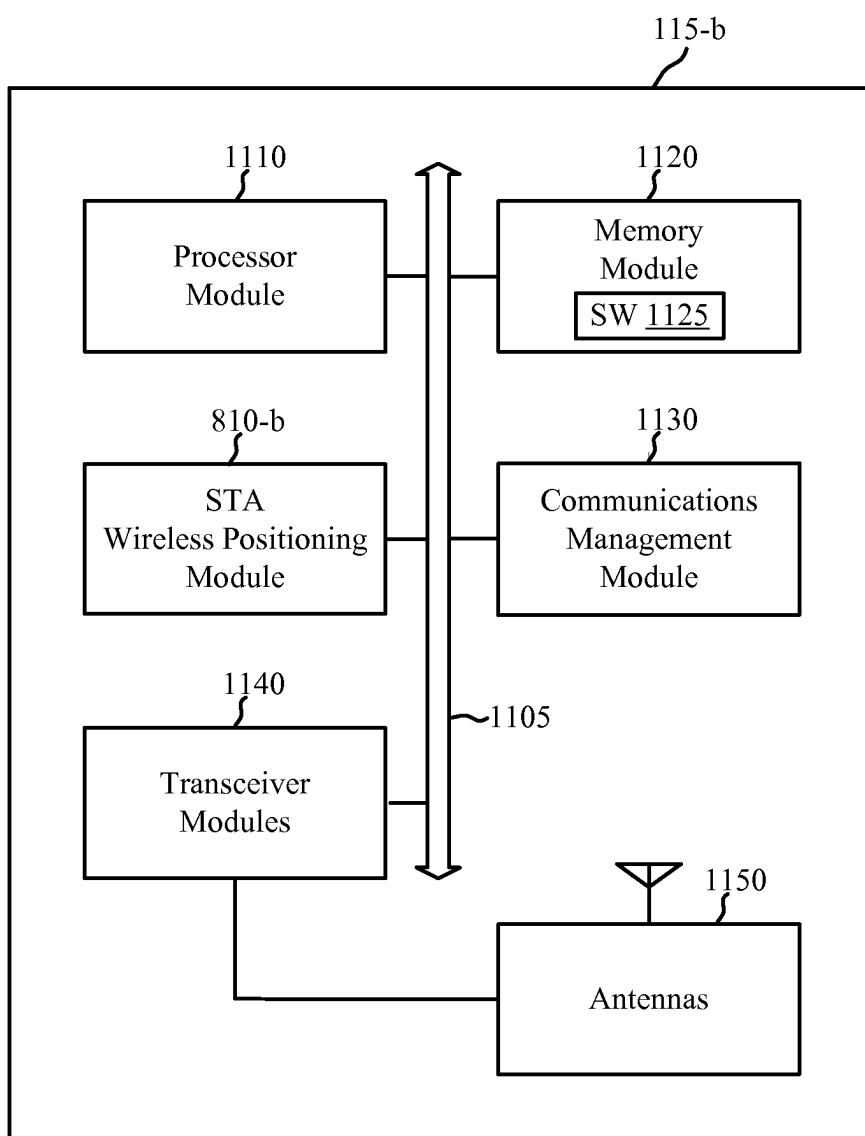 115-b
1110
Processor
Module
1120
Memory
Module
SW 1125
810-b
STA
Wireless Positioning
Module
1130
Communications
Management
Module
1140
Transceiver
Modules
1105
1150
Antennas